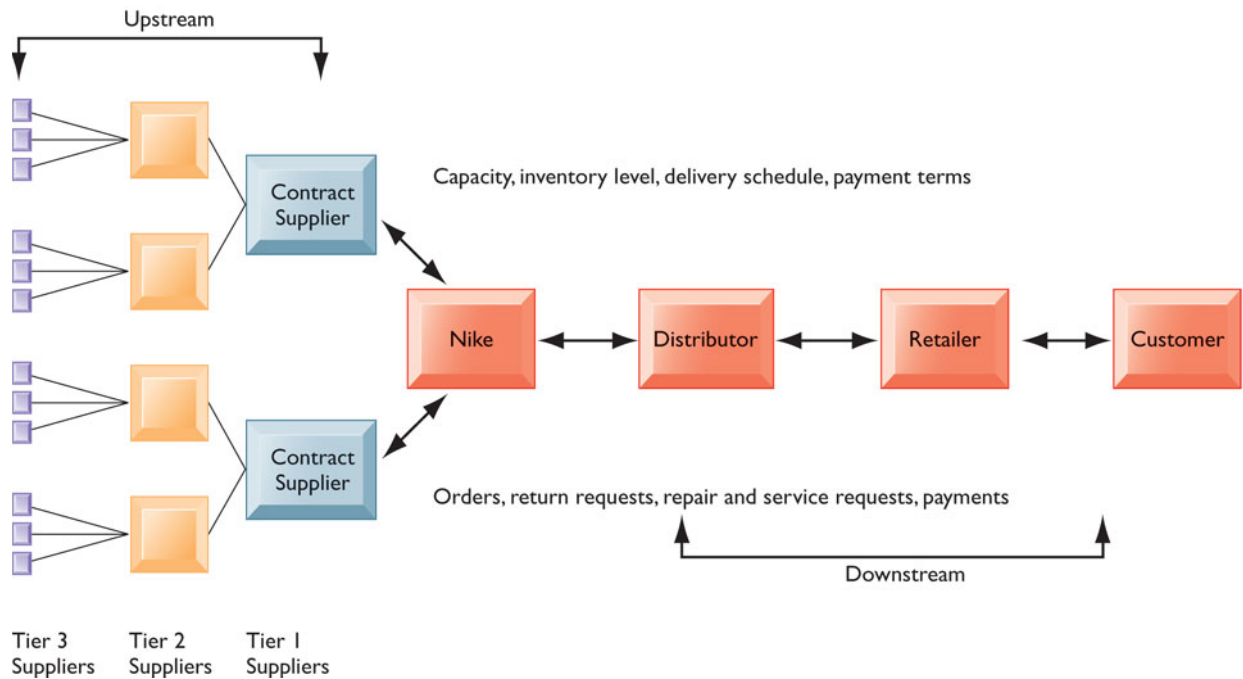 Upstream
Contract
Supplier
Capacity, inventory level, delivery schedule, payment terms
Nike
Distributor
Retailer
Customer
Contract
Supplier
Orders, return requests, repair and service requests, payments
Downstream
Tier 3
Suppliers
Tier 2
Suppliers
Tier 1
Suppliers